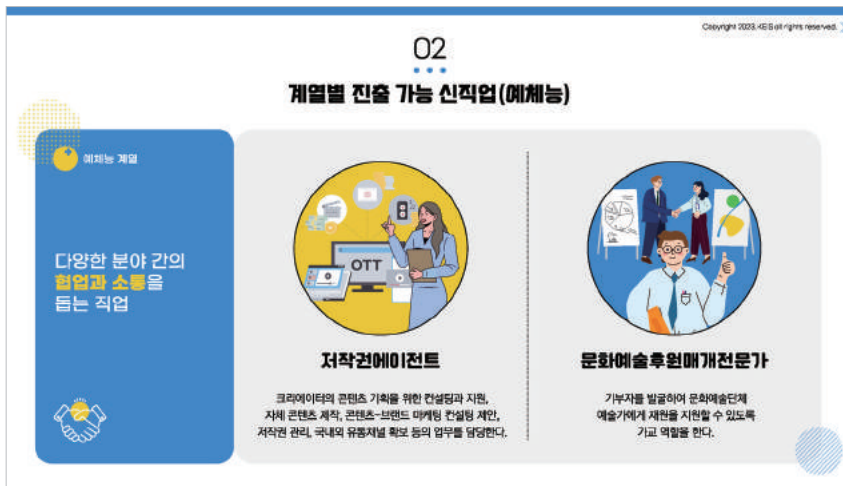 Copyright 2023. KEIS all rights reserved.
02
계열별 진출 가능 신직업(예체능)
예체능 계열
다양한 분야 간의
협업과 소통을
돕는 직업
OTT
저작권에이전트
크리에이터의 콘텐츠 기획을 위한 컨설팅과 지원,
자체 콘텐츠 제작, 콘텐츠-브랜드 마케팅 컨설팅 제안,
저작권 관리, 국내외 유통채널 확보 등의 업무를 담당한다.
문화예술후원매개전문가
기부자를 발굴하여 문화예술단체
예술가에게 재원을 지원할 수 있도록
가교 역할을 한다.